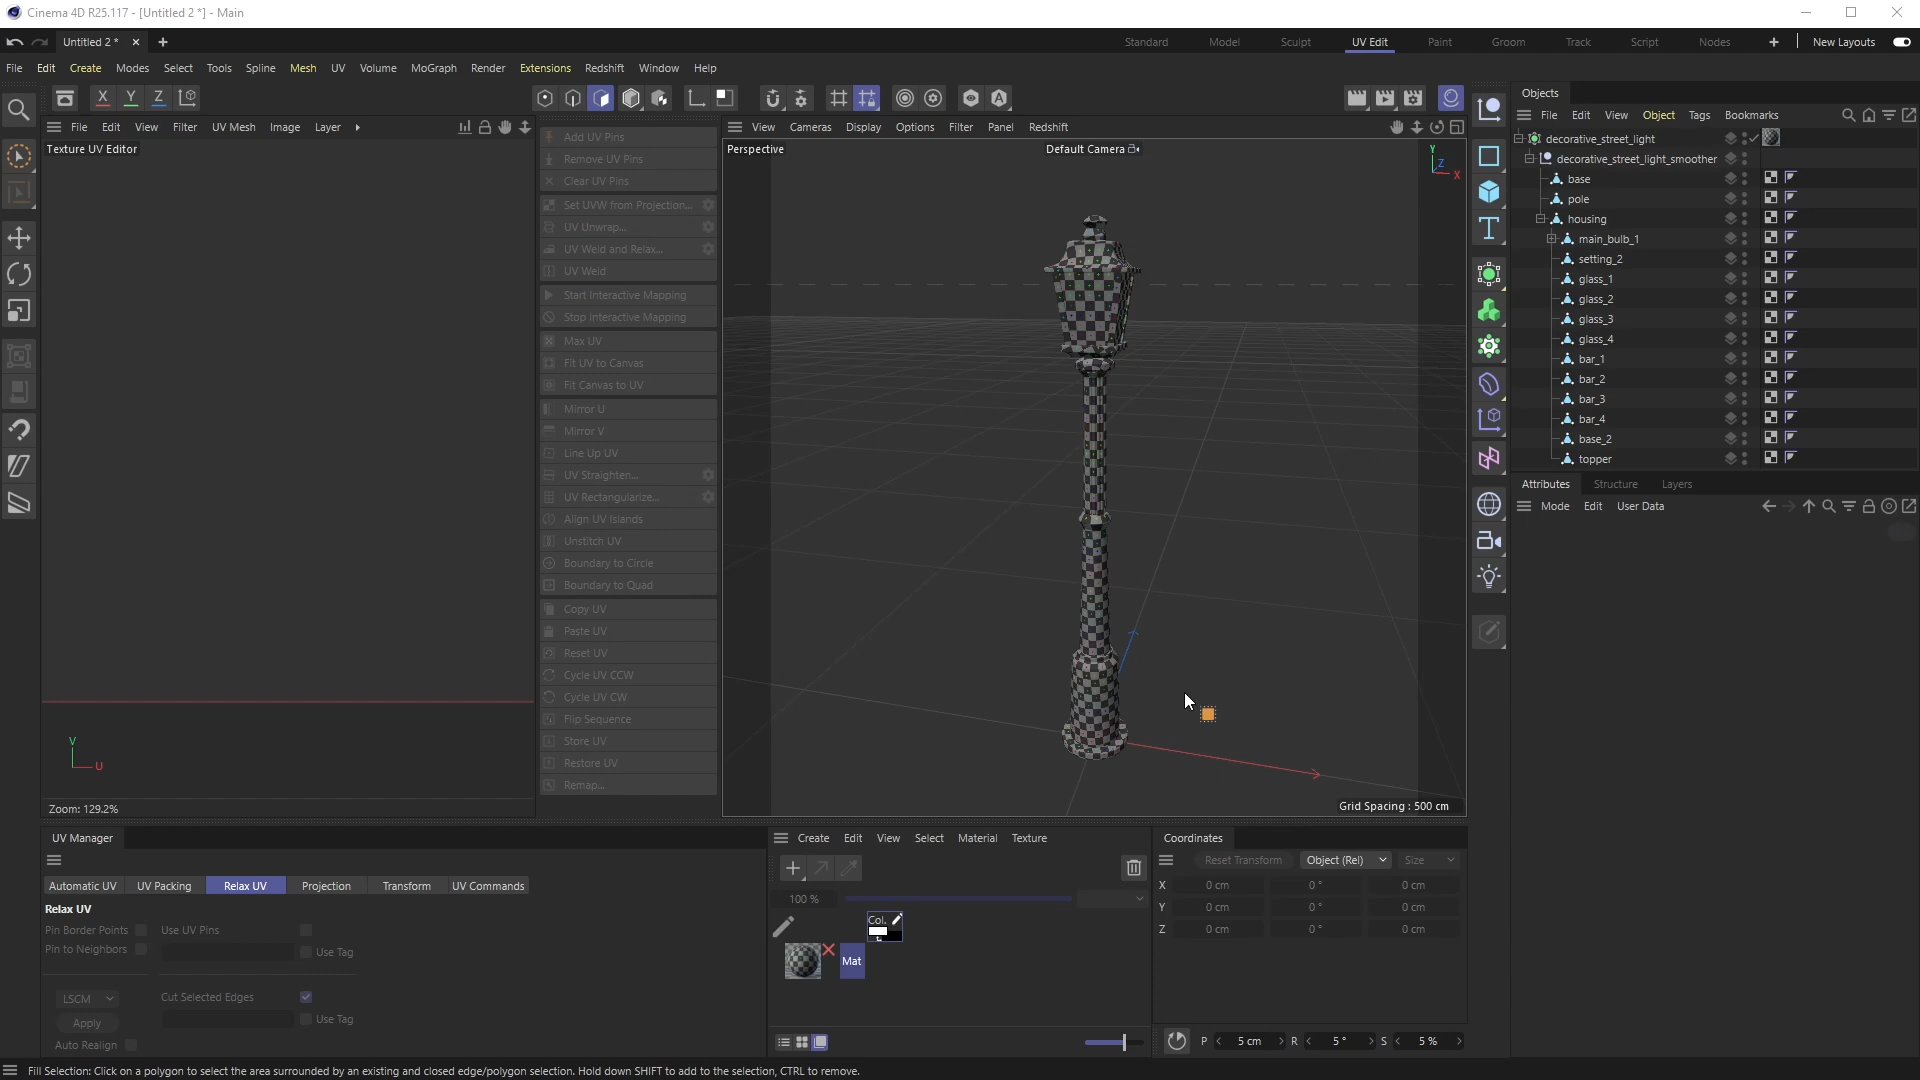 Cinema 4D R25.117 - [Untitled 2 *] - Main
Untitled 2 *
Standard Model Sculpt UV Edit Paint Groom Track Script Nodes New Layouts
File Edit Create Modes Select Tools Spline Mesh UV Volume MoGraph Render Extensions Redshift Window Help
X Y Z
File Edit View Filter UV Mesh Image Layer
Texture UV Editor
V
U
Zoom: 129.2%
Add UV Pins
Remove UV Pins
Clear UV Pins
Set UVW from Projection...
UV Unwrap...
UV Weld and Relax...
UV Weld
Start Interactive Mapping
Stop Interactive Mapping
Max UV
Fit UV to Canvas
Fit Canvas to UV
Mirror U
Mirror V
Line Up UV
UV Straighten...
UV Rectangularize...
Align UV Islands
Unstitch UV
Boundary to Circle
Boundary to Quad
Copy UV
Paste UV
Reset UV
Cycle UV CCW
Cycle UV CW
Flip Sequence
Store UV
Restore UV
Remap...
View Cameras Display Options Filter Panel Redshift
Perspective
Default Camera
Y
Z
X
Grid Spacing : 500 cm
Objects
File Edit View Object Tags Bookmarks
decorative_street_light
decorative_street_light_smoother
base
pole
housing
main_bulb_1
setting_2
glass_1
glass_2
glass_3
glass_4
bar_1
bar_2
bar_3
bar_4
base_2
topper
Attributes Structure Layers
Mode Edit User Data
UV Manager
Automatic UV UV Packing Relax UV Projection Transform UV Commands
Relax UV
Pin Border Points Use UV Pins
Pin to Neighbors Use Tag
LSCM Cut Selected Edges
Apply Use Tag
Auto Realign
Create Edit View Select Material Texture
100 %
Col.
Mat
Coordinates
Reset Transform Object (Rel) Size
X 0 cm 0 ° 0 cm
Y 0 cm 0 ° 0 cm
Z 0 cm 0 ° 0 cm
P < 5 cm > R < 5 ° > S < 5 % >
Fill Selection: Click on a polygon to select the area surrounded by an existing and closed edge/polygon selection. Hold down SHIFT to add to the selection, CTRL to remove.